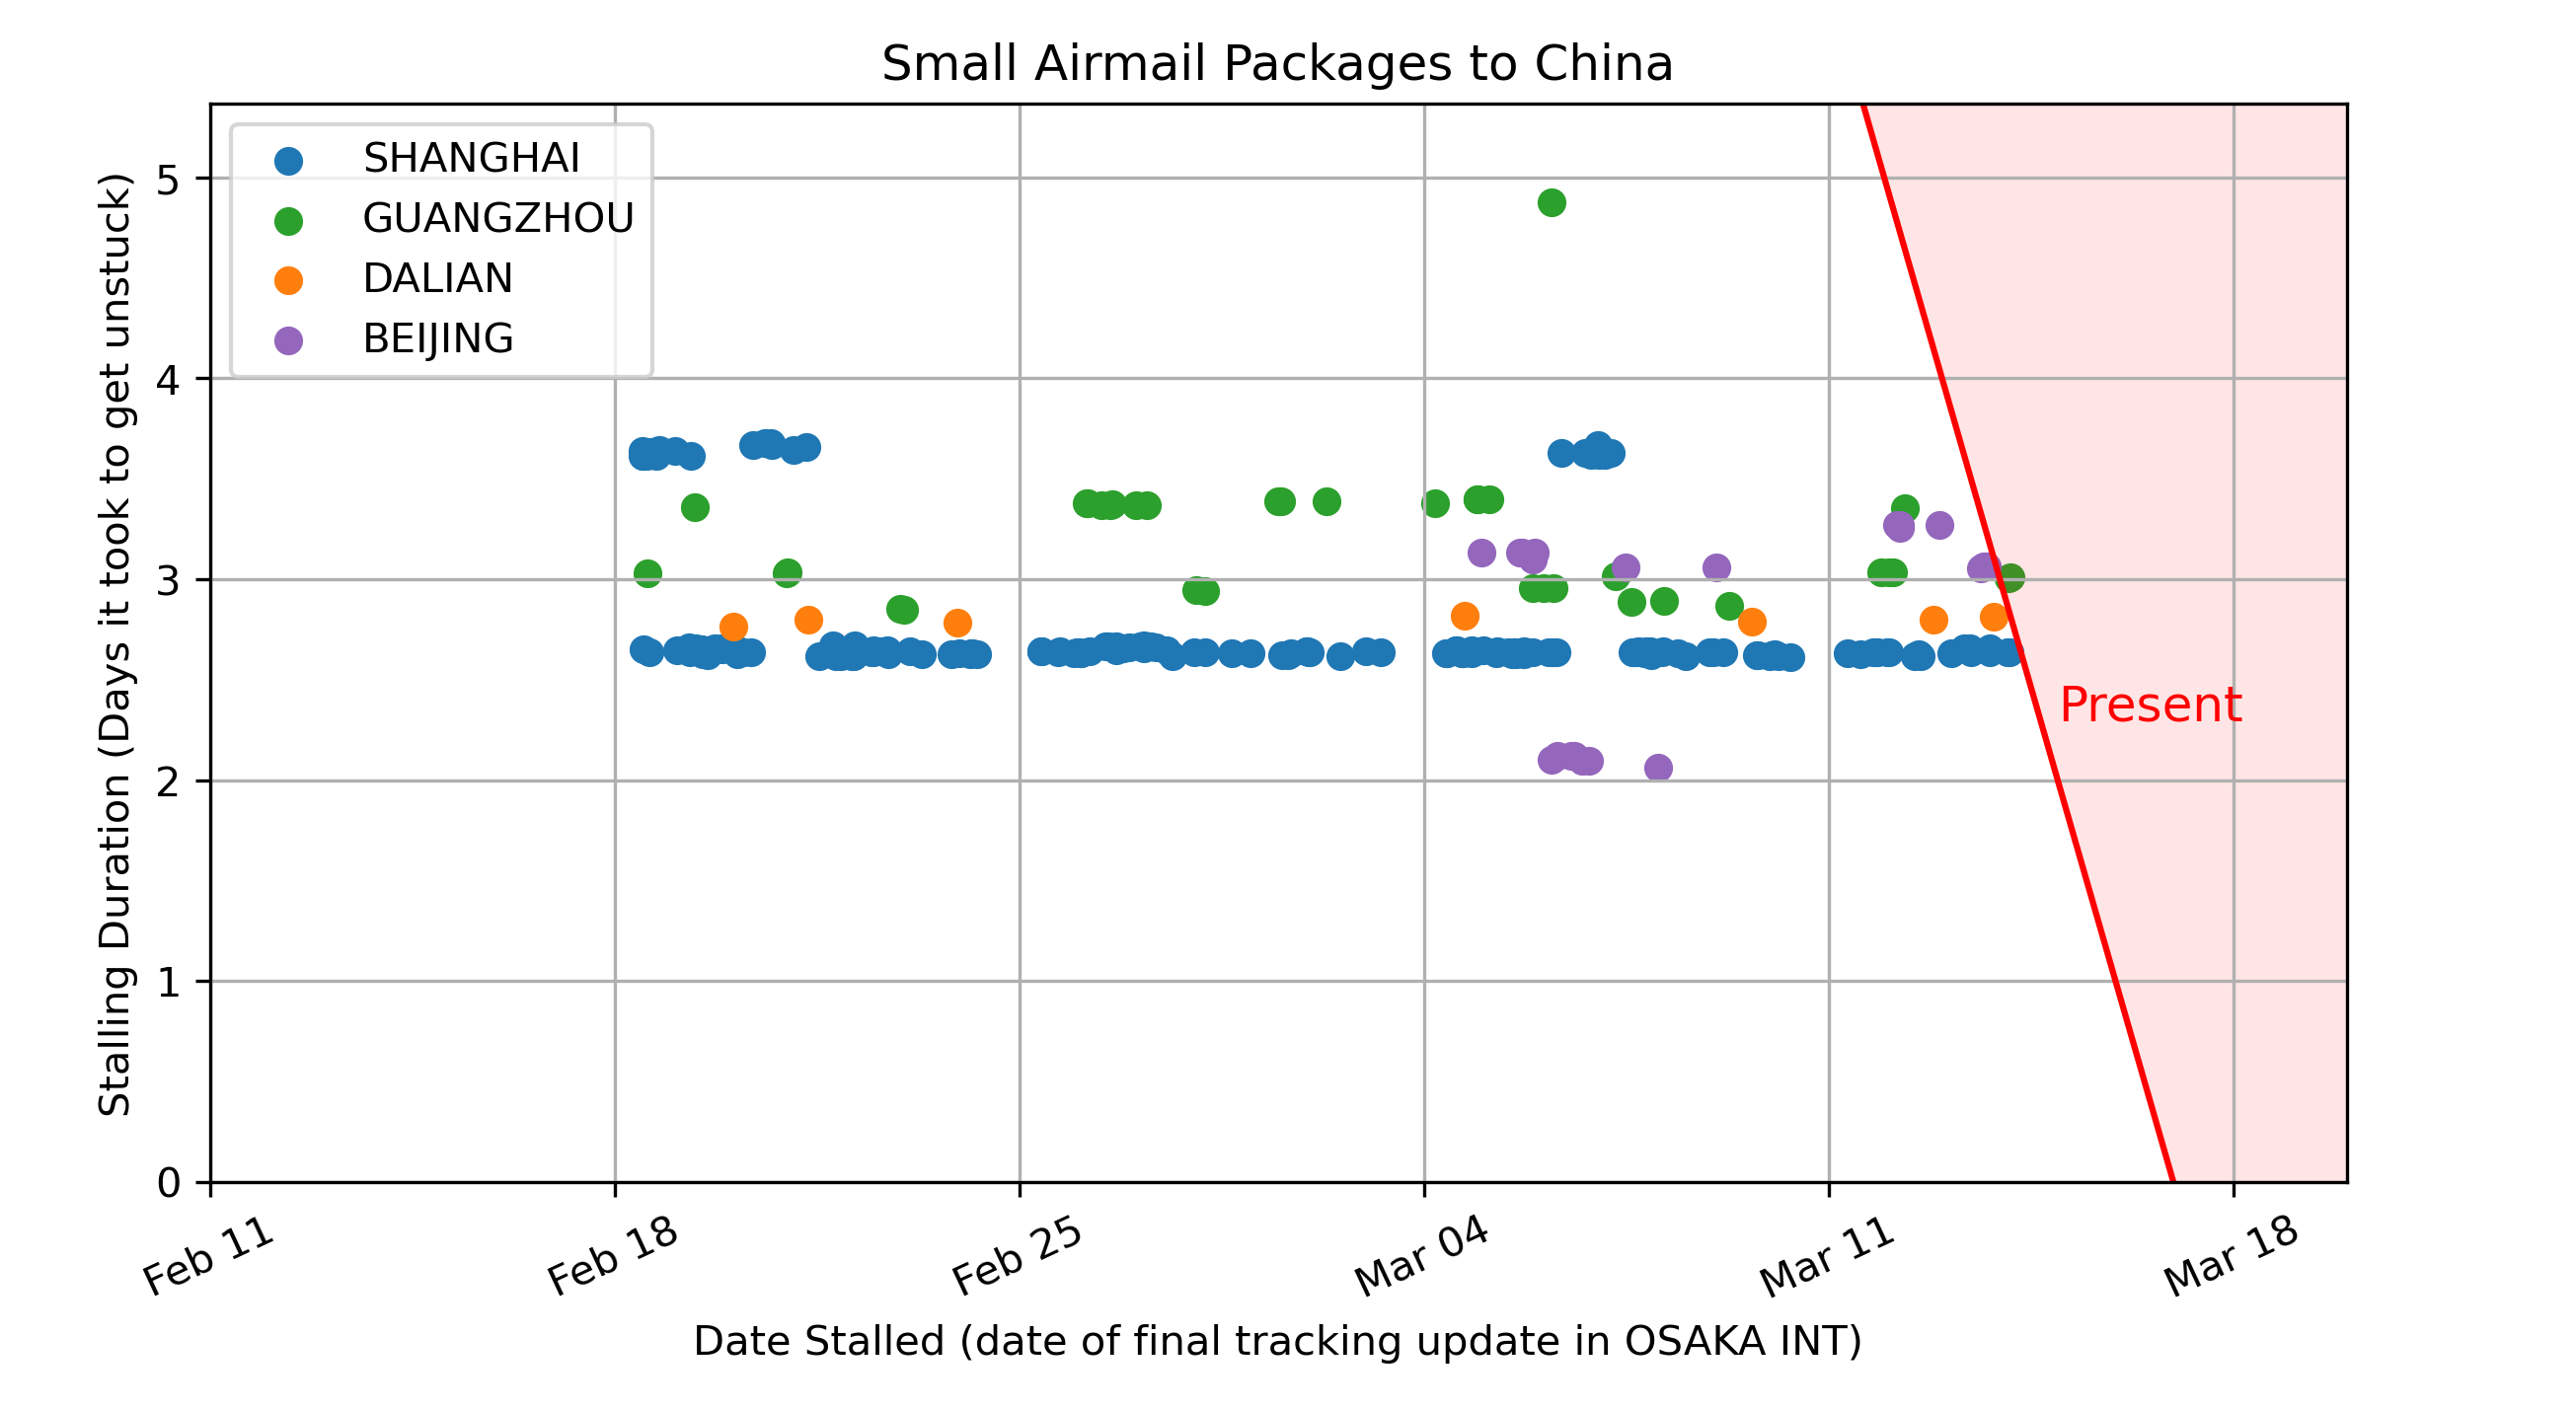 Small Airmail Packages to China
SHANGHAI
GUANGZHOU
DALIAN
BEIJING
Stalling Duration (Days it took to get unstuck)
5
4
3
2
1
0
Present
Feb 11
Feb 18
Feb 25
Mar 04
Mar 11
Mar 18
Date Stalled (date of final tracking update in OSAKA INT)